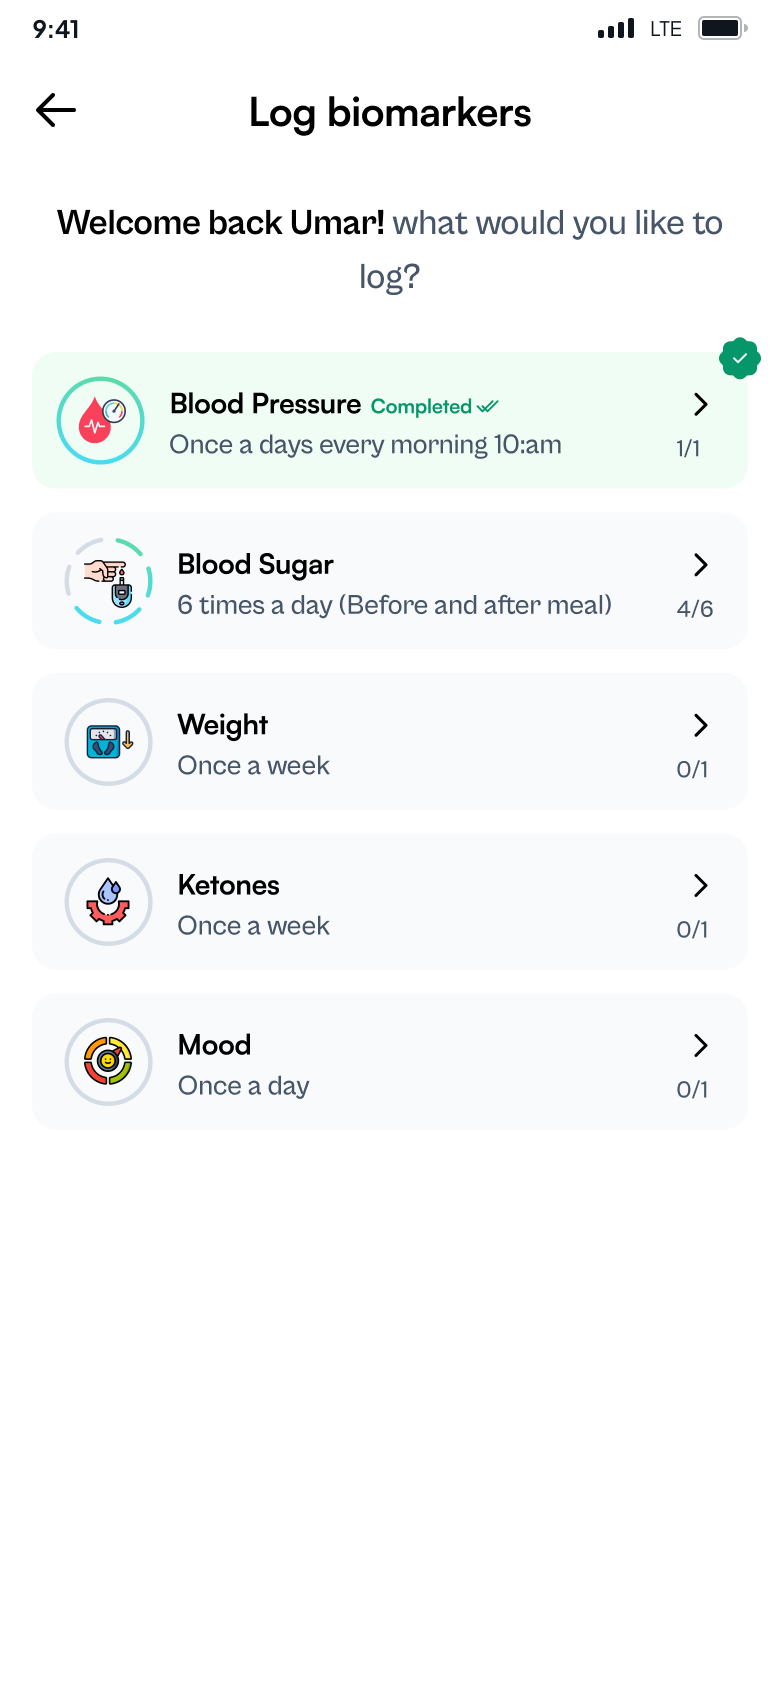 9:41 LTE
Log biomarkers
Welcome back Umar! what would you like to
log?
Blood Pressure Completed
Once a days every morning 10:am 1/1
Blood Sugar
6 times a day (Before and after meal) 4/6
Weight
Once a week 0/1
Ketones
Once a week 0/1
Mood
Once a day 0/1